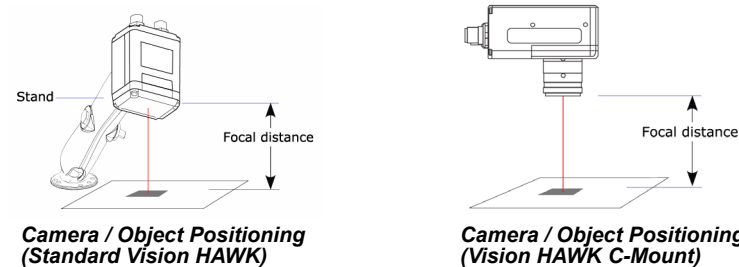 Stand
Focal distance
Camera / Object Positioning
(Standard Vision HAWK)
Focal distance
Camera / Object Positioning
(Vision HAWK C-Mount)